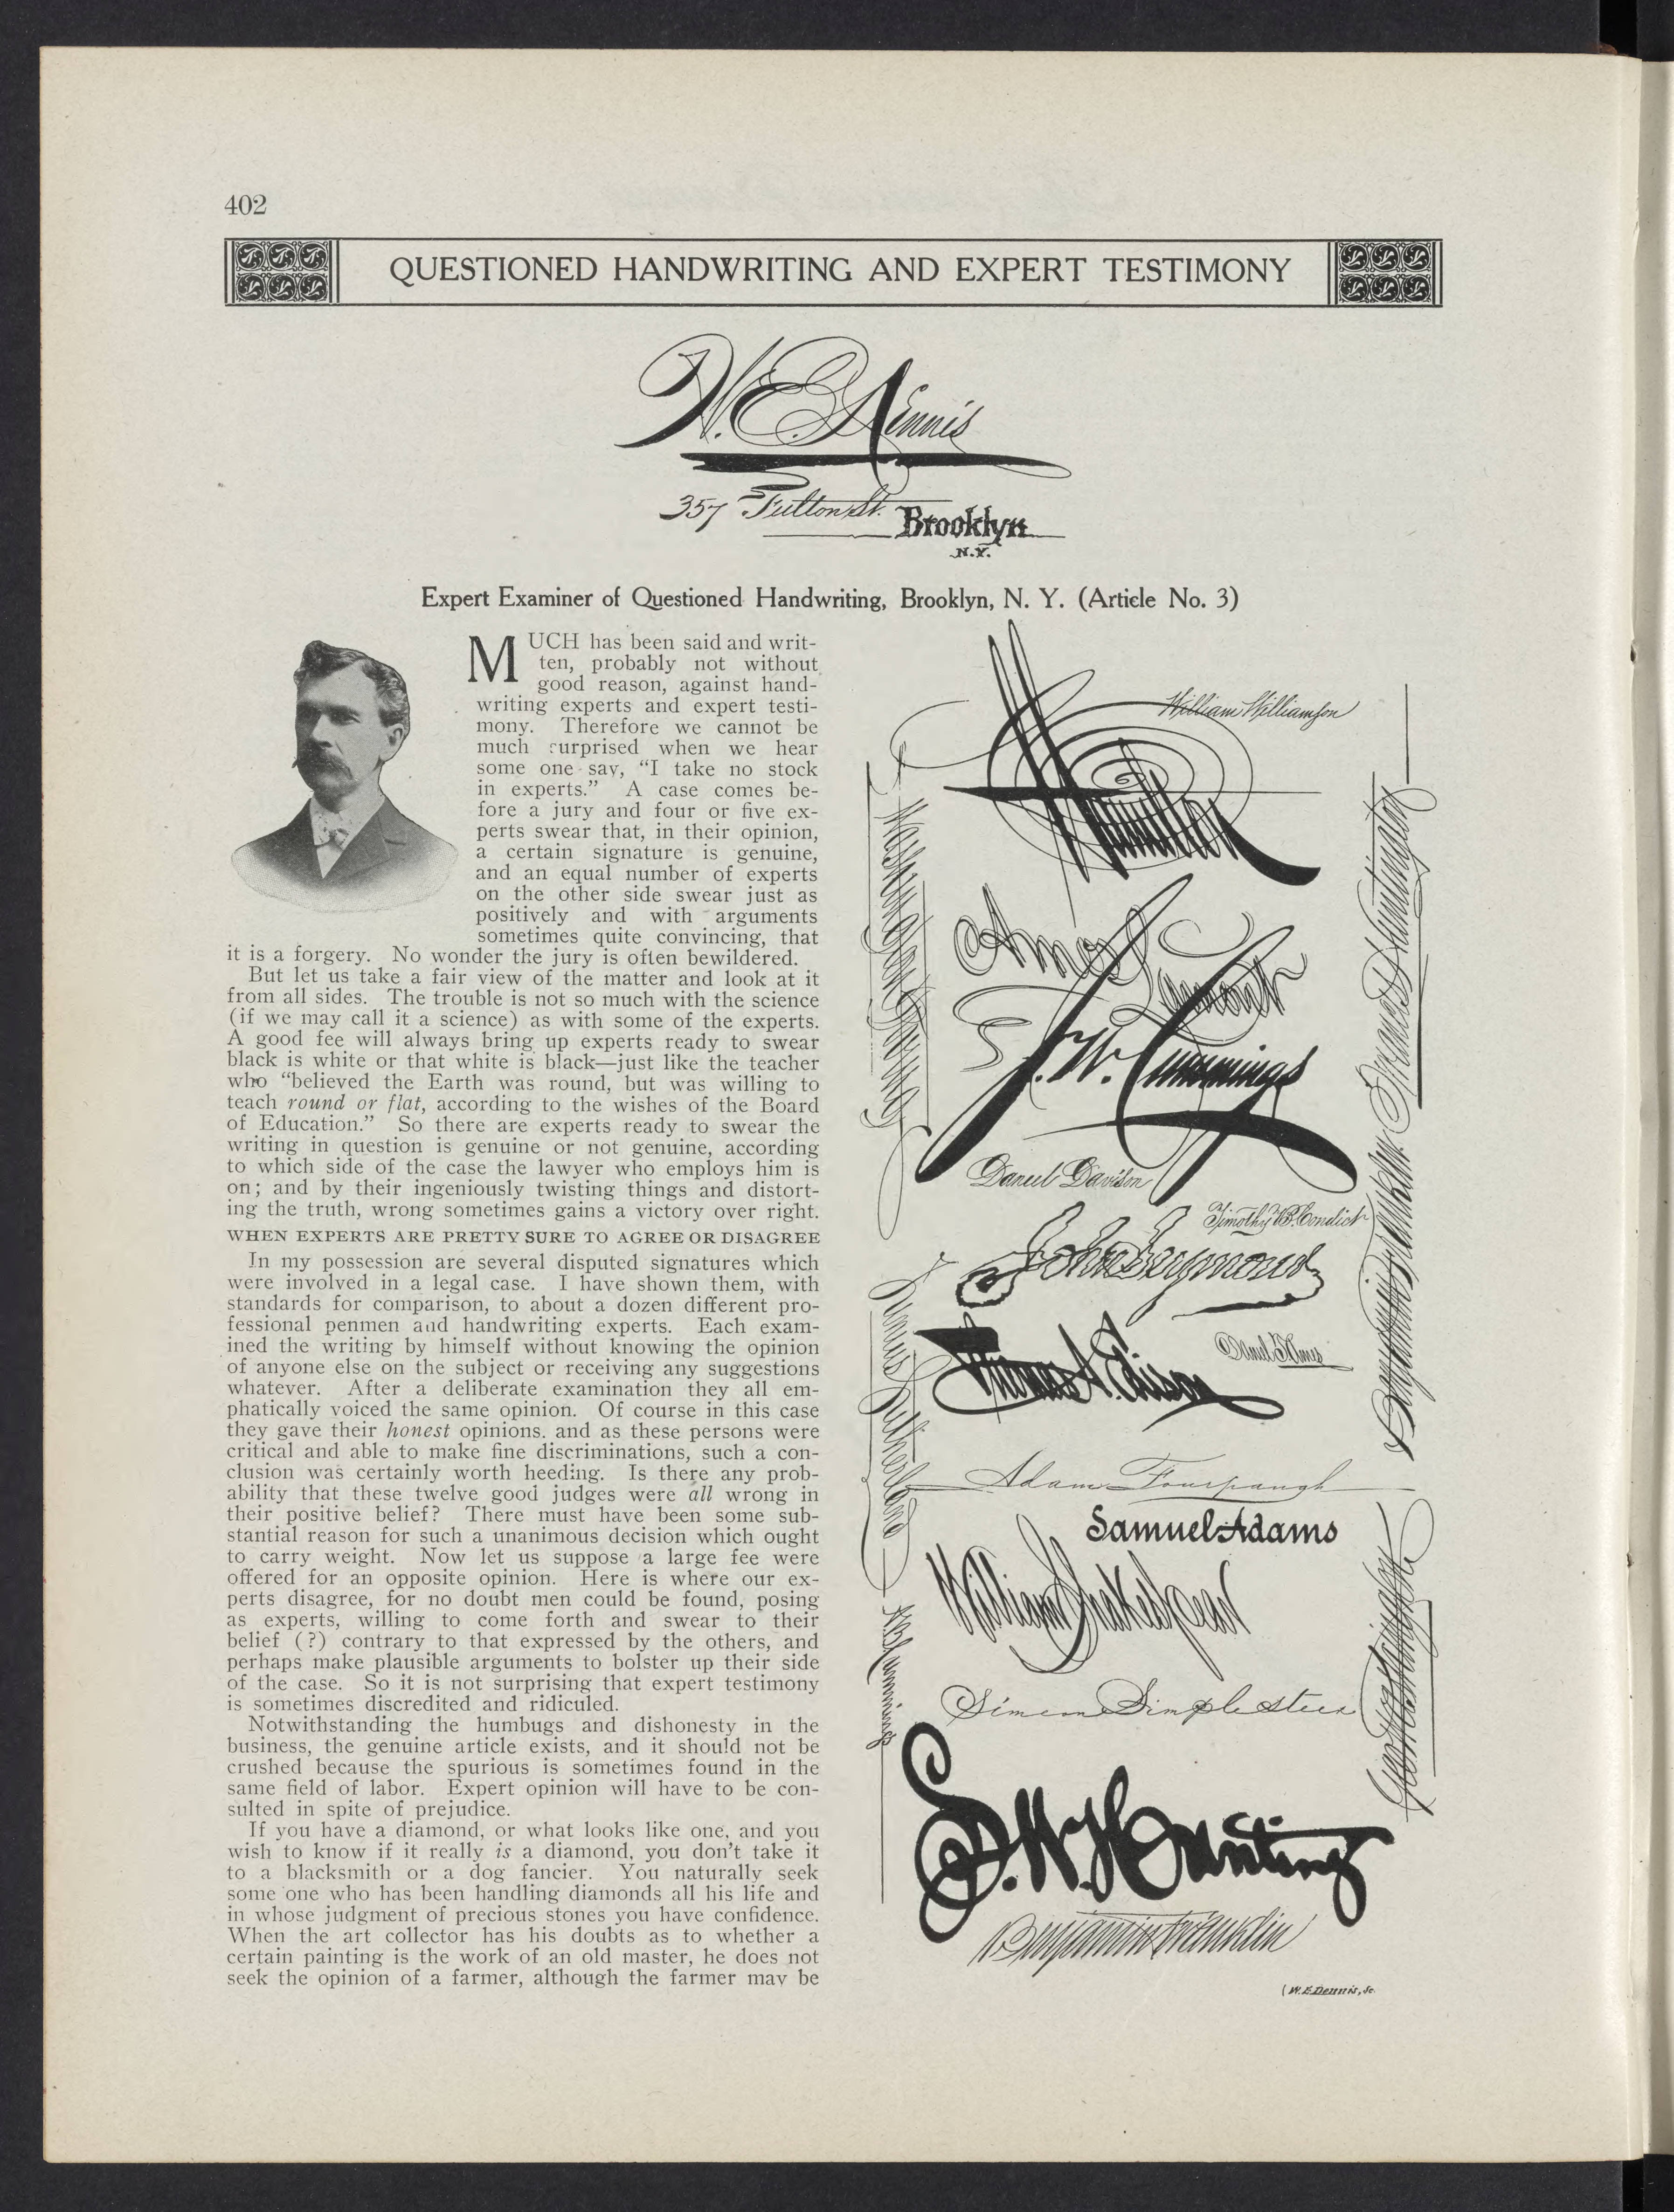 402
QUESTIONED HANDWRITING AND EXPERT TESTIMONY
W. E. Dennis
357 Fulton St. Brooklyn
N.Y.
Expert Examiner of Questioned Handwriting, Brooklyn, N. Y. (Article No. 3)
MUCH has been said and writ-
ten, probably not without
good reason, against hand-
writing experts and expert testi-
mony. Therefore we cannot be
much surprised when we hear
some one say, “I take no stock
in experts.” A case comes be-
fore a jury and four or five ex-
perts swear that, in their opinion,
a certain signature is genuine,
and an equal number of experts
on the other side swear just as
positively and with arguments
sometimes quite convincing, that
it is a forgery. No wonder the jury is often bewildered.
But let us take a fair view of the matter and look at it
from all sides. The trouble is not so much with the science
(if we may call it a science) as with some of the experts.
A good fee will always bring up experts ready to swear
black is white or that white is black—just like the teacher
who “believed the Earth was round, but was willing to
teach round or flat, according to the wishes of the Board
of Education.” So there are experts ready to swear the
writing in question is genuine or not genuine, according
to which side of the case the lawyer who employs him is
on; and by their ingeniously twisting things and distort-
ing the truth, wrong sometimes gains a victory over right.
WHEN EXPERTS ARE PRETTY SURE TO AGREE OR DISAGREE
In my possession are several disputed signatures which
were involved in a legal case. I have shown them, with
standards for comparison, to about a dozen different pro-
fessional penmen and handwriting experts. Each exam-
ined the writing by himself without knowing the opinion
of anyone else on the subject or receiving any suggestions
whatever. After a deliberate examination they all em-
phatically voiced the same opinion. Of course in this case
they gave their honest opinions. and as these persons were
critical and able to make fine discriminations, such a con-
clusion was certainly worth heeding. Is there any prob-
ability that these twelve good judges were all wrong in
their positive belief? There must have been some sub-
stantial reason for such a unanimous decision which ought
to carry weight. Now let us suppose a large fee were
offered for an opposite opinion. Here is where our ex-
perts disagree, for no doubt men could be found, posing
as experts, willing to come forth and swear to their
belief (?) contrary to that expressed by the others, and
perhaps make plausible arguments to bolster up their side
of the case. So it is not surprising that expert testimony
is sometimes discredited and ridiculed.
Notwithstanding the humbugs and dishonesty in the
business, the genuine article exists, and it should not be
crushed because the spurious is sometimes found in the
same field of labor. Expert opinion will have to be con-
sulted in spite of prejudice.
If you have a diamond, or what looks like one, and you
wish to know if it really is a diamond, you don’t take it
to a blacksmith or a dog fancier. You naturally seek
some one who has been handling diamonds all his life and
in whose judgment of precious stones you have confidence.
When the art collector has his doubts as to whether a
certain painting is the work of an old master, he does not
seek the opinion of a farmer, although the farmer may be
William Williamson
Hamilton
Washington Irving
Amos Lamont
J. W. Cummings
Daniel Davison
Timothy B. Condict
John Seymour
Thomas A. Edison
Daniel T. Ames
Adam Fourpaugh
Samuel Adams
William Shakespear
Simeon Simplesteen
D. W. Hunting
Benjamin Franklin
Huntington
Benjamin Franklin
Sutherland
Cummings
Geo Washington
(W. E. Dennis, Sc.